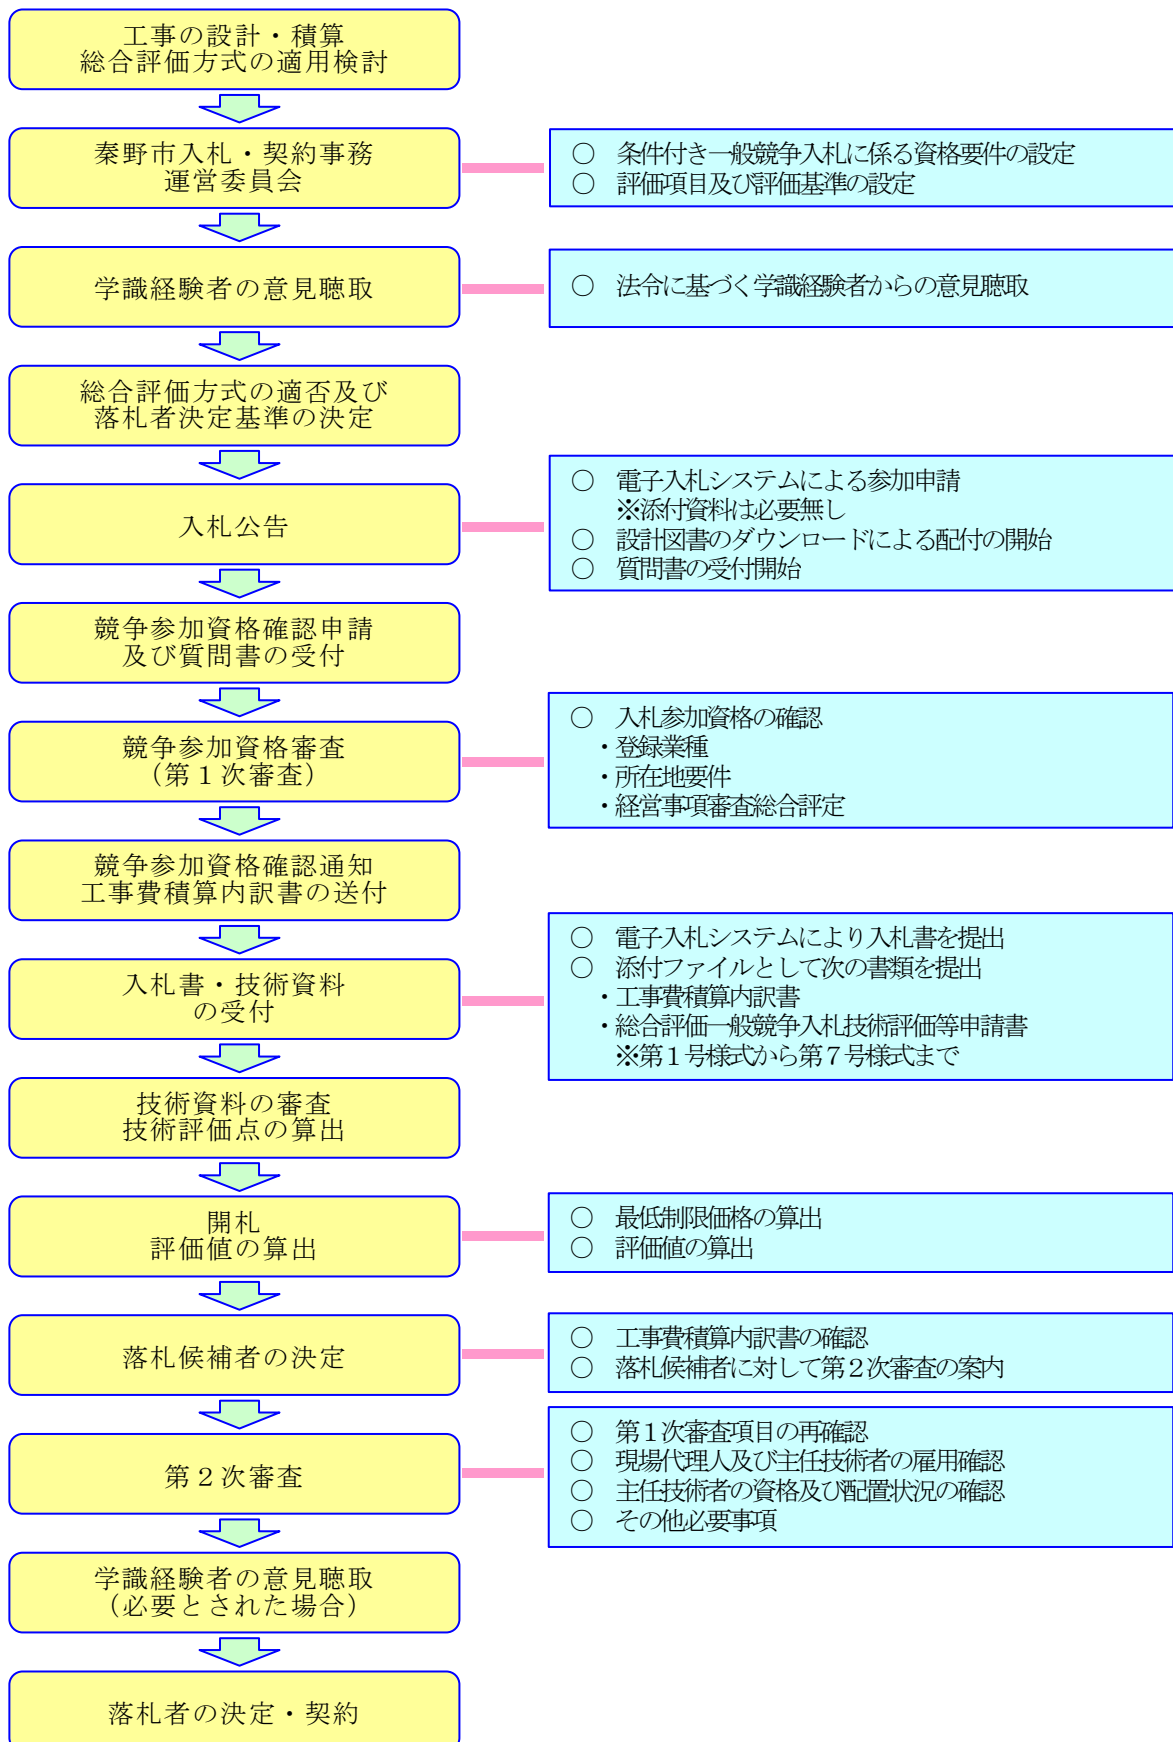 工事の設計・積算
総合評価方式の適用検討
秦野市入札・契約事務
運営委員会
○　条件付き一般競争入札に係る資格要件の設定
○　評価項目及び評価基準の設定
学識経験者の意見聴取
○　法令に基づく学識経験者からの意見聴取
総合評価方式の適否及び
落札者決定基準の決定
入札公告
○　電子入札システムによる参加申請
※添付資料は必要無し
○　設計図書のダウンロードによる配付の開始
○　質問書の受付開始
競争参加資格確認申請
及び質問書の受付
競争参加資格審査
（第１次審査）
○　入札参加資格の確認
・登録業種
・所在地要件
・経営事項審査総合評定
競争参加資格確認通知
工事費積算内訳書の送付
入札書・技術資料
の受付
○　電子入札システムにより入札書を提出
○　添付ファイルとして次の書類を提出
・工事費積算内訳書
・総合評価一般競争入札技術評価等申請書
※第１号様式から第７号様式まで
技術資料の審査
技術評価点の算出
開札
評価値の算出
○　最低制限価格の算出
○　評価値の算出
落札候補者の決定
○　工事費積算内訳書の確認
○　落札候補者に対して第２次審査の案内
第２次審査
○　第１次審査項目の再確認
○　現場代理人及び主任技術者の雇用確認
○　主任技術者の資格及び配置状況の確認
○　その他必要事項
学識経験者の意見聴取
（必要とされた場合）
落札者の決定・契約